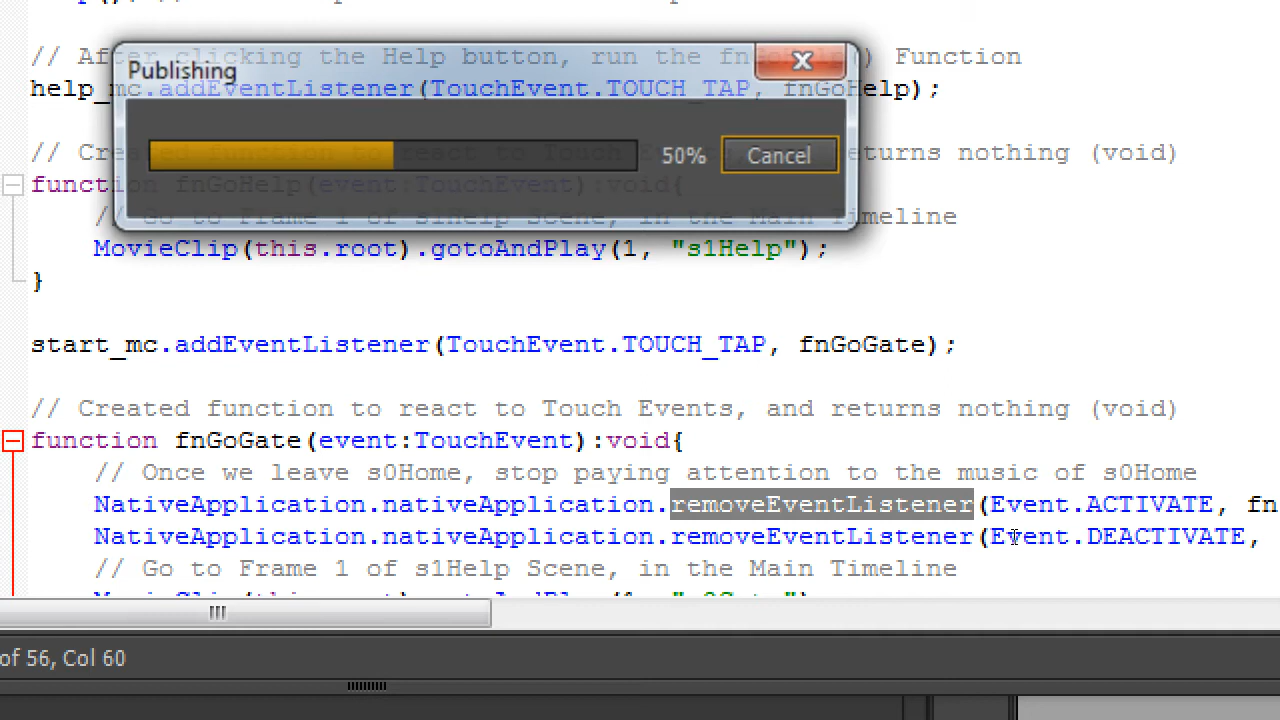 // After clicking the Help button, run the fngohelp() Function
Publishing
help_mc.addEventListener(TouchEvent.TOUCH_TAP, fnGoHelp);
50%
Cancel
// Created function to react to Touch Events, and returns nothing (void)
function fnGoHelp(event:TouchEvent):void{
// Go to Frame 1 of s1Help Scene, in the Main Timeline
MovieClip(this.root).gotoAndPlay(1, "s1Help");
}
start_mc.addEventListener(TouchEvent.TOUCH_TAP, fnGoGate);
// Created function to react to Touch Events, and returns nothing (void)
function fnGoGate(event:TouchEvent):void{
// Once we leave s0Home, stop paying attention to the music of s0Home
NativeApplication.nativeApplication.removeEventListener(Event.ACTIVATE, fn
NativeApplication.nativeApplication.removeEventListener(Event.DEACTIVATE,
// Go to Frame 1 of s1Help Scene, in the Main Timeline
of 56, Col 60